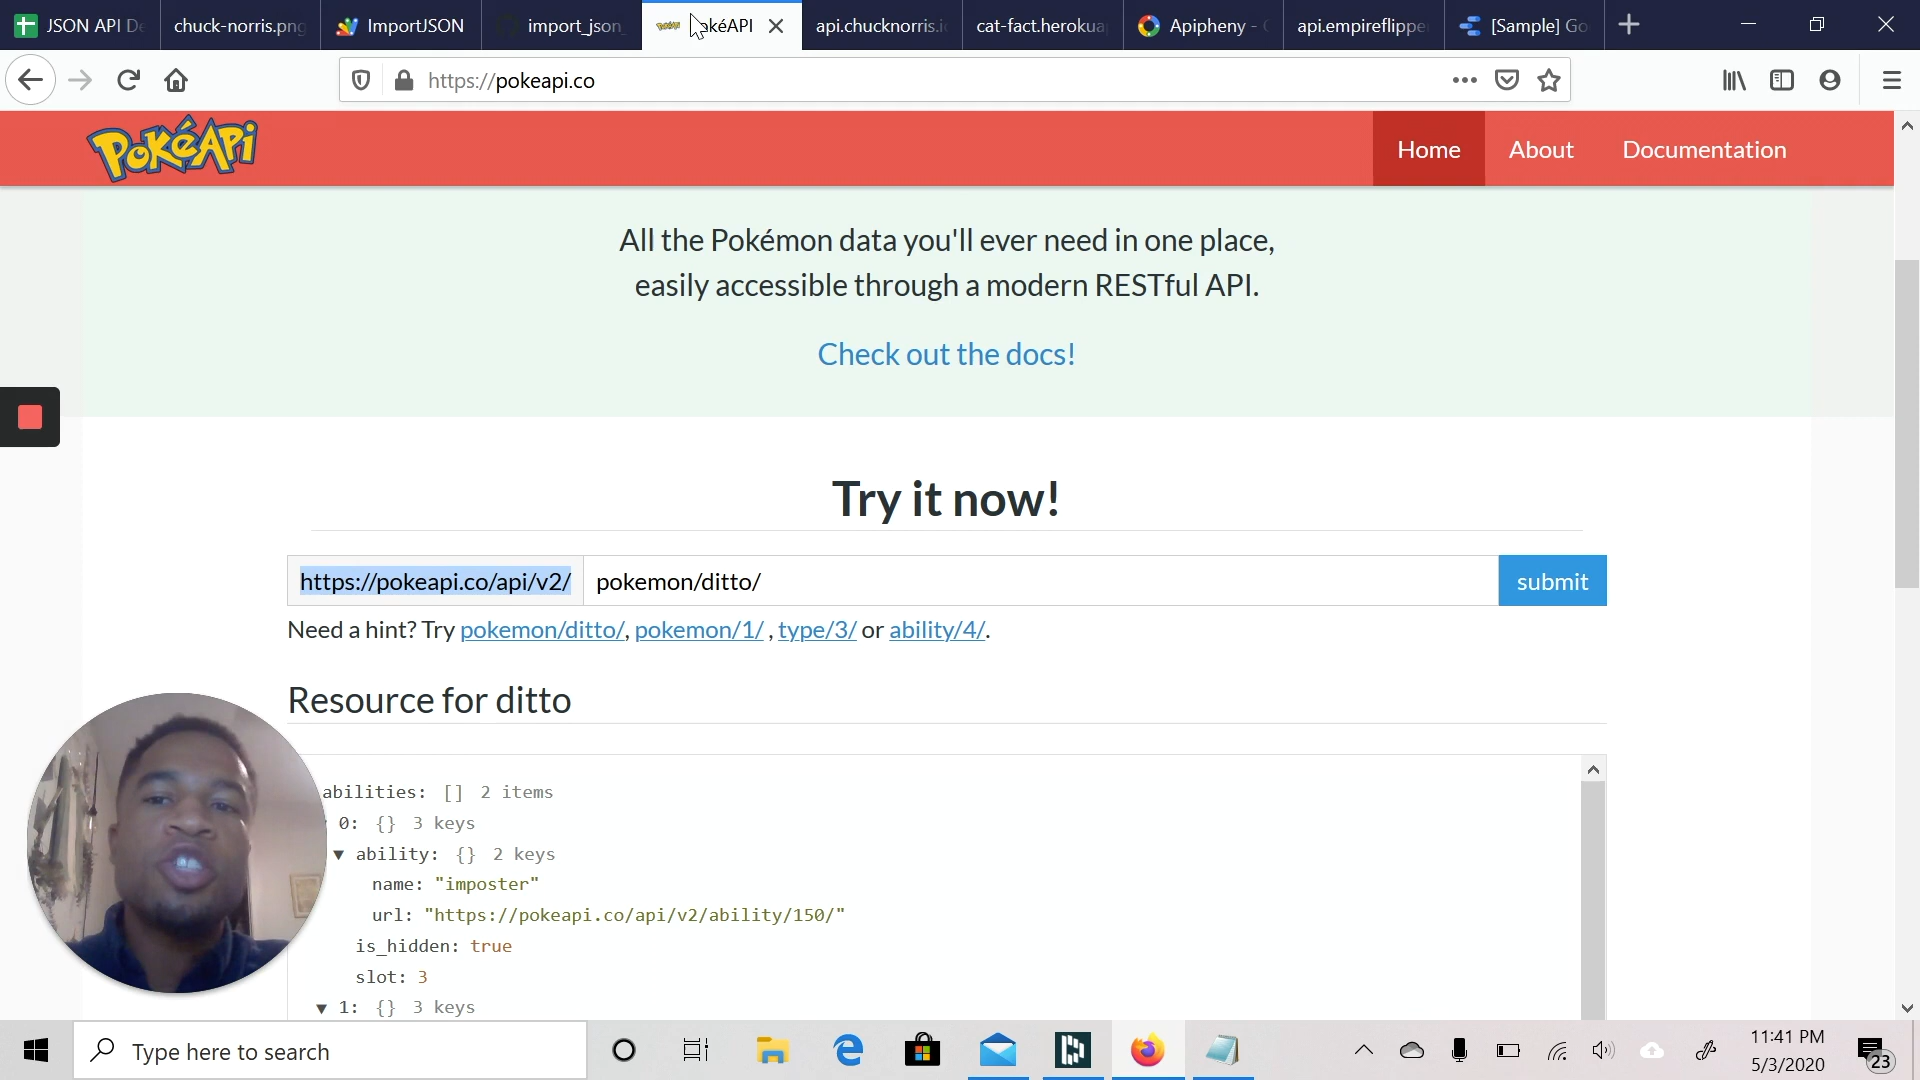 JSON API De
chuck-norris.png
ImportJSON
import_json_
okéAPI
api.chucknorris.i
cat-fact.herokua
Apipheny - G
api.empireflippe
[Sample] Go
https://pokeapi.co
PokéApi
Home
About
Documentation
All the Pokémon data you'll ever need in one place,
easily accessible through a modern RESTful API.
Check out the docs!
Try it now!
https://pokeapi.co/api/v2/ pokemon/ditto/ submit
Need a hint? Try pokemon/ditto/, pokemon/1/ , type/3/ or ability/4/.
Resource for ditto
abilities: [] 2 items
0: {} 3 keys
▼ ability: {} 2 keys
name: "imposter"
url: "https://pokeapi.co/api/v2/ability/150/"
is_hidden: true
slot: 3
▼ 1: {} 3 keys
Type here to search
11:41 PM
5/3/2020
23